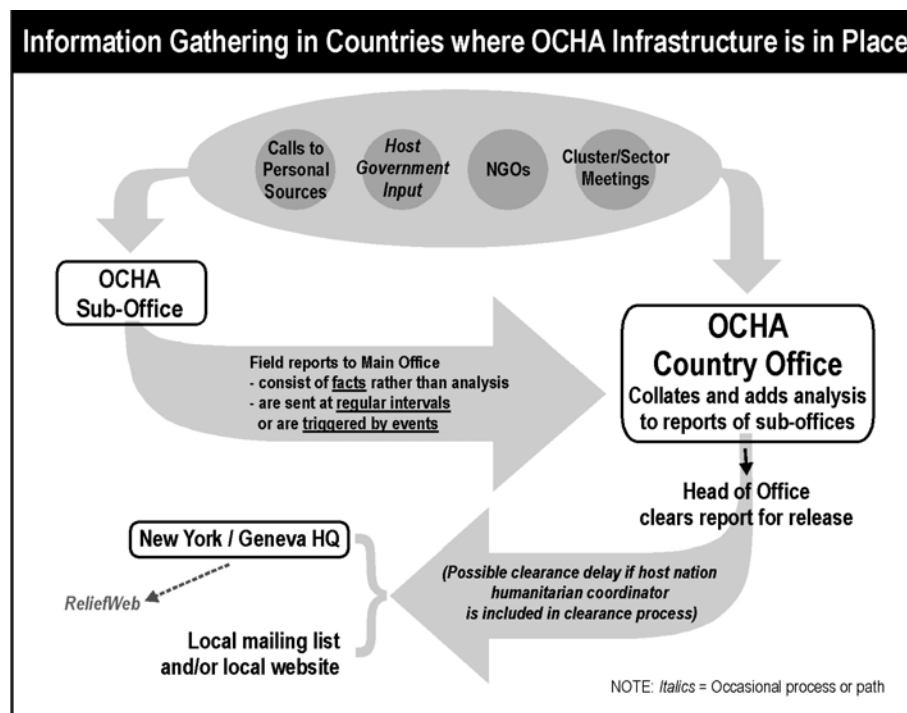 Information Gathering in Countries where OCHA Infrastructure is in Place
Calls to
Personal
Sources
Host
Government
Input
NGOs
Cluster/Sector
Meetings
OCHA
Sub-Office
Field reports to Main Office
- consist of facts rather than analysis
- are sent at regular intervals
or are triggered by events
OCHA
Country Office
Collates and adds analysis
to reports of sub-offices
Head of Office
clears report for release
New York / Geneva HQ
ReliefWeb
Local mailing list
and/or local website
(Possible clearance delay if host nation
humanitarian coordinator
is included in clearance process)
NOTE: Italics = Occasional process or path